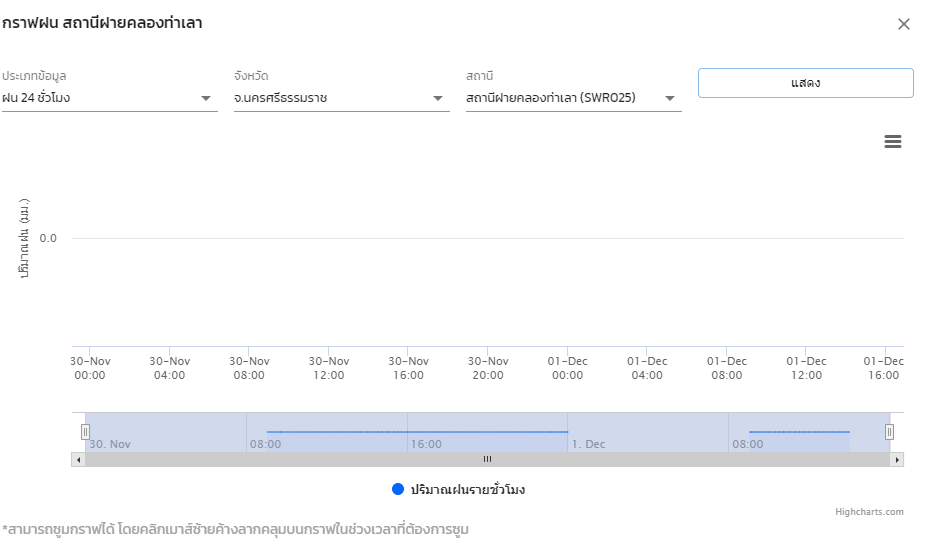 กราฟฝน สถานีฝายคลองท่าเลา
ประเภทข้อมูล จังหวัด สถานี
ฝน 24 ชั่วโมง จ.นครศรีธรรมราช สถานีฝายคลองท่าเลา (SWR025) แสดง
ปริมาณฝน (มม.)
0.0
30-Nov 30-Nov 30-Nov 30-Nov 30-Nov 30-Nov 01-Dec 01-Dec 01-Dec 01-Dec 01-Dec
00:00 04:00 08:00 12:00 16:00 20:00 00:00 04:00 08:00 12:00 16:00
30. Nov 08:00 16:00 1. Dec 08:00
ปริมาณฝนรายชั่วโมง
Highcharts.com
*สามารถซูมกราฟได้ โดยคลิกเมาส์ซ้ายค้างลากคลุมบนกราฟในช่วงเวลาที่ต้องการซูม